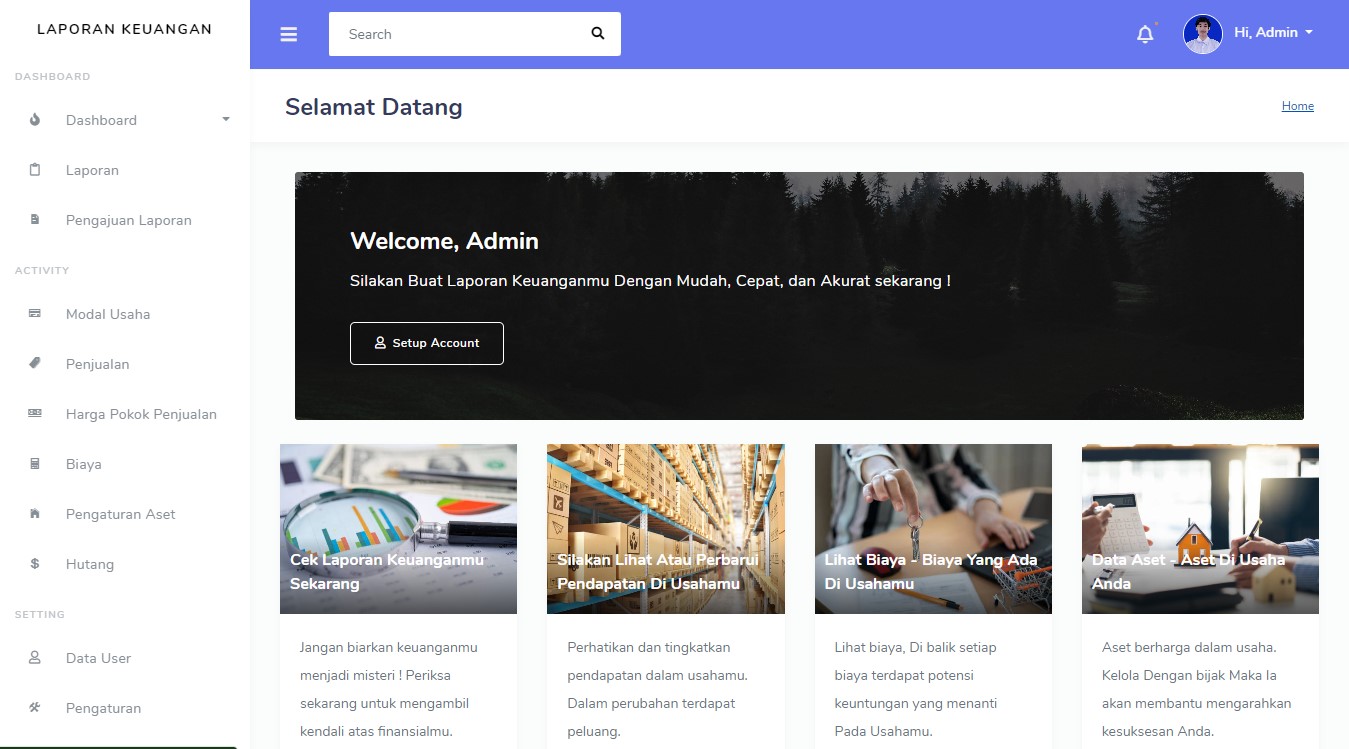 LAPORAN KEUANGAN
Search
Hi, Admin
DASHBOARD
Dashboard
Laporan
Pengajuan Laporan
ACTIVITY
Modal Usaha
Penjualan
Harga Pokok Penjualan
Biaya
Pengaturan Aset
Hutang
SETTING
Data User
Pengaturan
Selamat Datang
Home
Welcome, Admin
Silakan Buat Laporan Keuanganmu Dengan Mudah, Cepat, dan Akurat sekarang !
Setup Account
Cek Laporan Keuanganmu
Sekarang
Jangan biarkan keuanganmu
menjadi misteri ! Periksa
sekarang untuk mengambil
kendali atas finansialmu.
Silakan Lihat Atau Perbarui
Pendapatan Di Usahamu
Perhatikan dan tingkatkan
pendapatan dalam usahamu.
Dalam perubahan terdapat
peluang.
Lihat Biaya - Biaya Yang Ada
Di Usahamu
Lihat biaya, Di balik setiap
biaya terdapat potensi
keuntungan yang menanti
Pada Usahamu.
Data Aset - Aset Di Usaha
Anda
Aset berharga dalam usaha.
Kelola Dengan bijak Maka Ia
akan membantu mengarahkan
kesuksesan Anda.